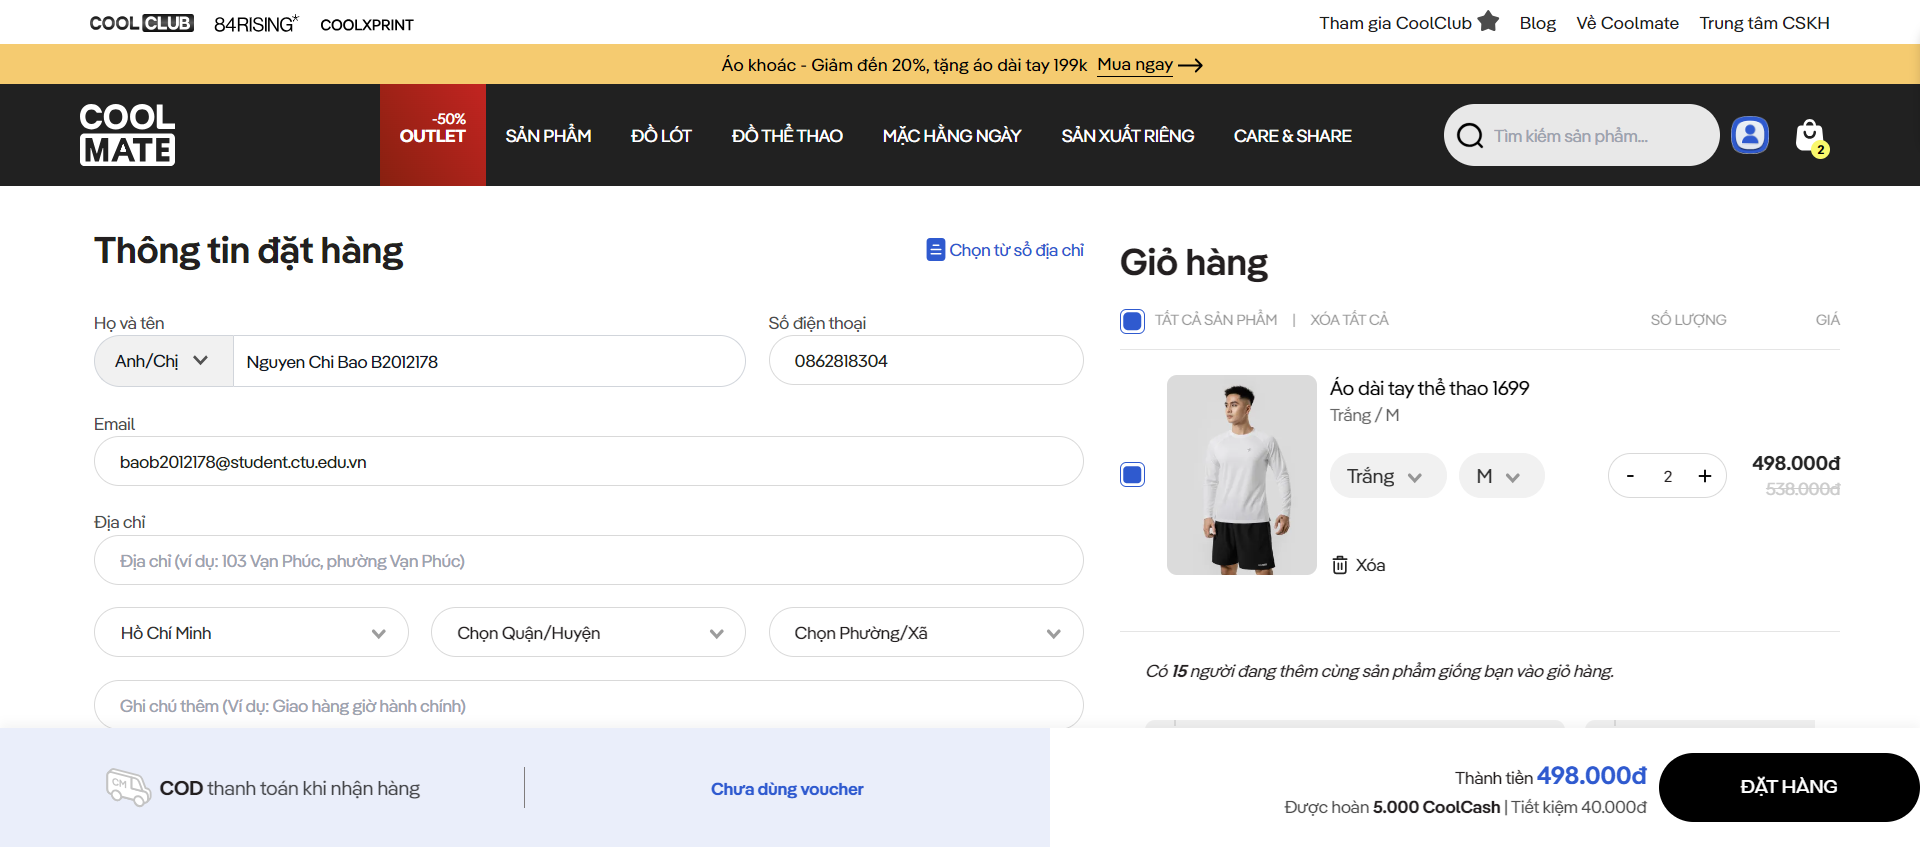 COOL CLUB 84RISING* COOLXPRINT
Tham gia CoolClub Blog Về Coolmate Trung tâm CSKH
Áo khoác - Giảm đến 20%, tặng áo dài tay 199k Mua ngay
COOL
MATE
-50%
OUTLET SẢN PHẨM ĐỒ LÓT ĐỒ THỂ THAO MẶC HẰNG NGÀY SẢN XUẤT RIÊNG CARE & SHARE
Tìm kiếm sản phẩm...
2
Thông tin đặt hàng
Chọn từ sổ địa chỉ
Họ và tên
Số điện thoại
Anh/Chị Nguyen Chi Bao B2012178
0862818304
Email
baob2012178@student.ctu.edu.vn
Địa chỉ
Địa chỉ (ví dụ: 103 Vạn Phúc, phường Vạn Phúc)
Hồ Chí Minh Chọn Quận/Huyện Chọn Phường/Xã
Ghi chú thêm (Ví dụ: Giao hàng giờ hành chính)
Giỏ hàng
TẤT CẢ SẢN PHẨM | XÓA TẤT CẢ SỐ LƯỢNG GIÁ
Áo dài tay thể thao 1699
Trắng / M
Trắng M - 2 + 498.000đ
538.000đ
Xóa
Có 15 người đang thêm cùng sản phẩm giống bạn vào giỏ hàng.
CM
COD thanh toán khi nhận hàng
Chưa dùng voucher
Thành tiền 498.000đ
Được hoàn 5.000 CoolCash | Tiết kiệm 40.000đ
ĐẶT HÀNG